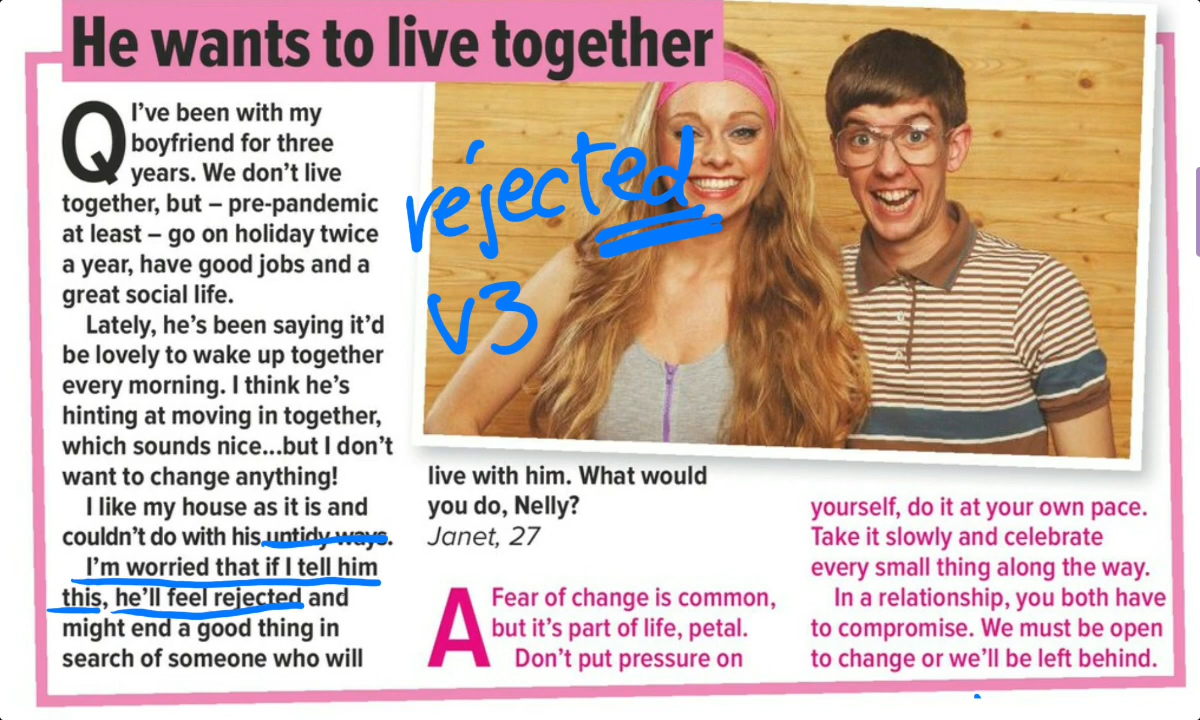 He wants to live together
Q I've been with my
boyfriend for three
years. We don't live
together, but – pre-pandemic
at least – go on holiday twice
a year, have good jobs and a
great social life.
Lately, he's been saying it'd
be lovely to wake up together
every morning. I think he's
hinting at moving in together,
which sounds nice...but I don't
want to change anything!
I like my house as it is and
couldn't do with his untidy ways.
I'm worried that if I tell him
this, he'll feel rejected and
might end a good thing in
search of someone who will
rejected
v3
live with him. What would
you do, Nelly?
Janet, 27
A Fear of change is common,
but it's part of life, petal.
Don't put pressure on
yourself, do it at your own pace.
Take it slowly and celebrate
every small thing along the way.
In a relationship, you both have
to compromise. We must be open
to change or we'll be left behind.